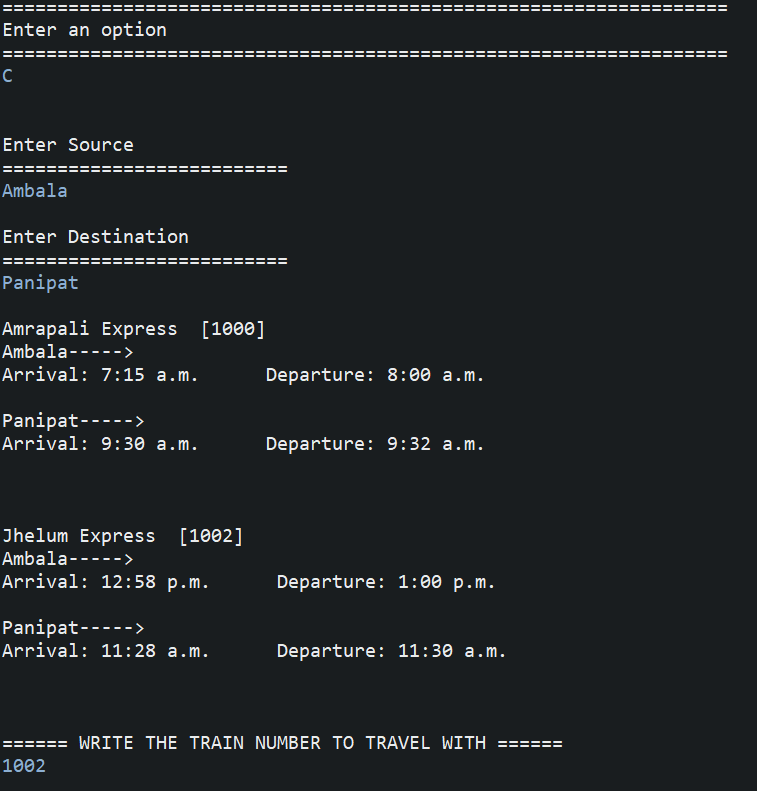 ==================================================================
Enter an option
==================================================================
C
Enter Source
==========================
Ambala
Enter Destination
==========================
Panipat
Amrapali Express  [1000]
Ambala----->
Arrival: 7:15 a.m.      Departure: 8:00 a.m.
Panipat----->
Arrival: 9:30 a.m.      Departure: 9:32 a.m.
Jhelum Express  [1002]
Ambala----->
Arrival: 12:58 p.m.      Departure: 1:00 p.m.
Panipat----->
Arrival: 11:28 a.m.      Departure: 11:30 a.m.
====== WRITE THE TRAIN NUMBER TO TRAVEL WITH ======
1002